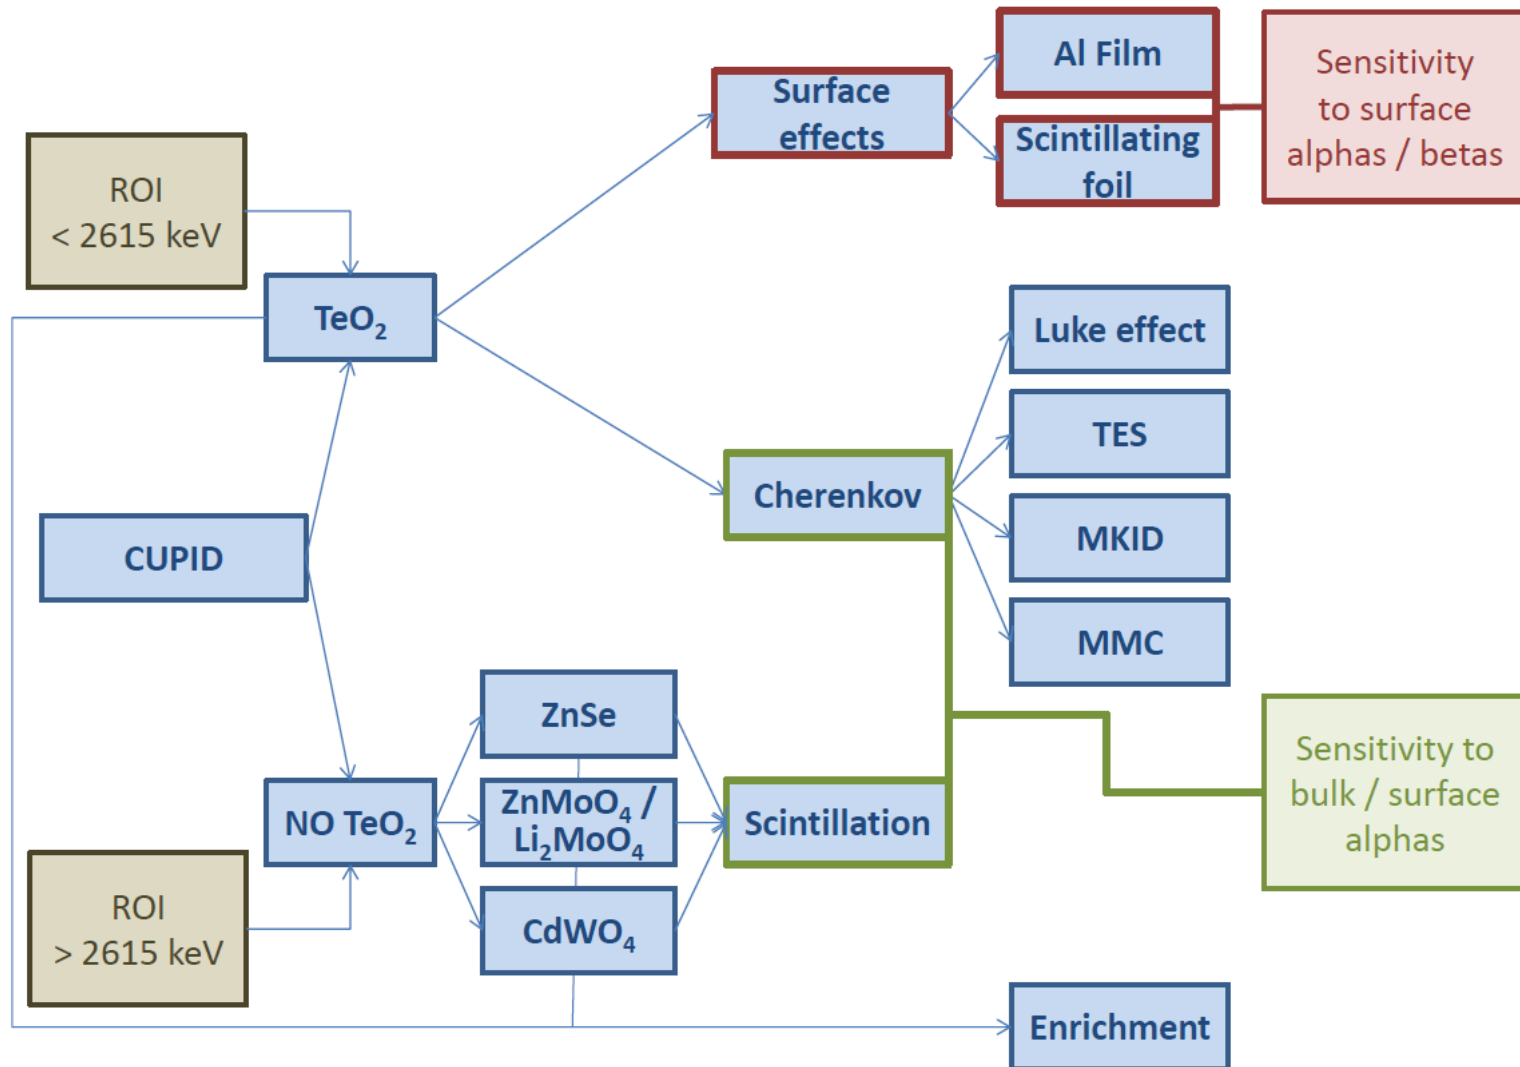 Al Film
Surface
effects
Scintillating
foil
Sensitivity
to surface
alphas / betas
ROI
< 2615 keV
TeO₂
Luke effect
TES
Cherenkov
MKID
MMC
CUPID
ZnSe
NO TeO₂
ZnMoO₄ /
Li₂MoO₄
Scintillation
CdWO₄
Sensitivity to
bulk / surface
alphas
ROI
> 2615 keV
Enrichment